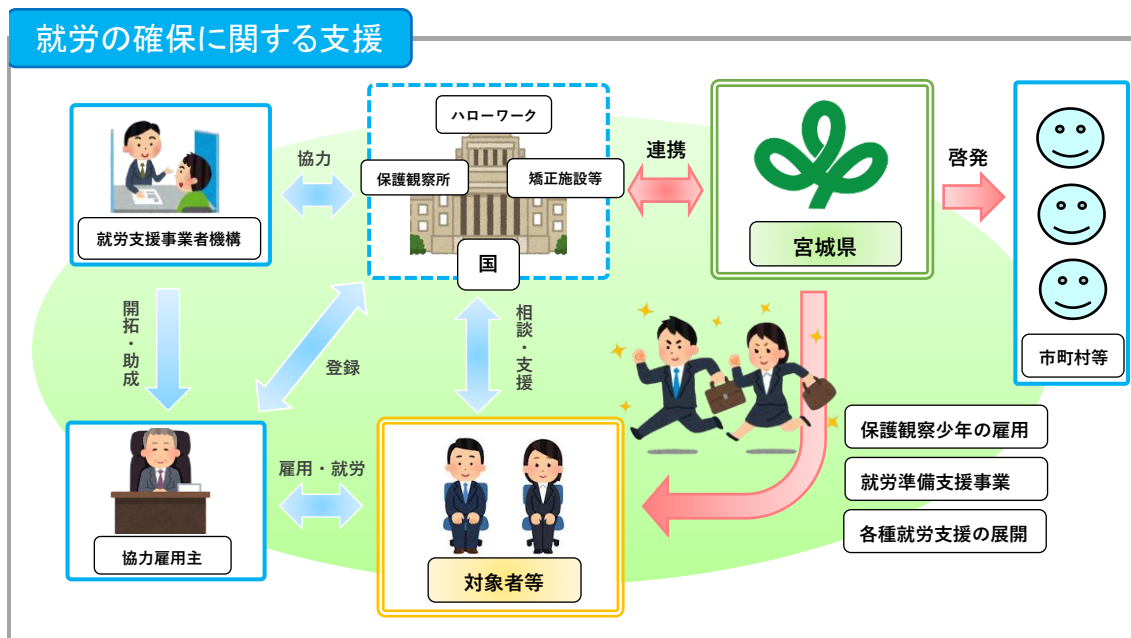 就労の確保に関する支援
ハローワーク
保護観察所
矯正施設等
国
協力
連携
啓発
就労支援事業者機構
宮城県
市町村等
開拓・助成
登録
相談・支援
保護観察少年の雇用
就労準備支援事業
各種就労支援の展開
雇用・就労
協力雇用主
対象者等